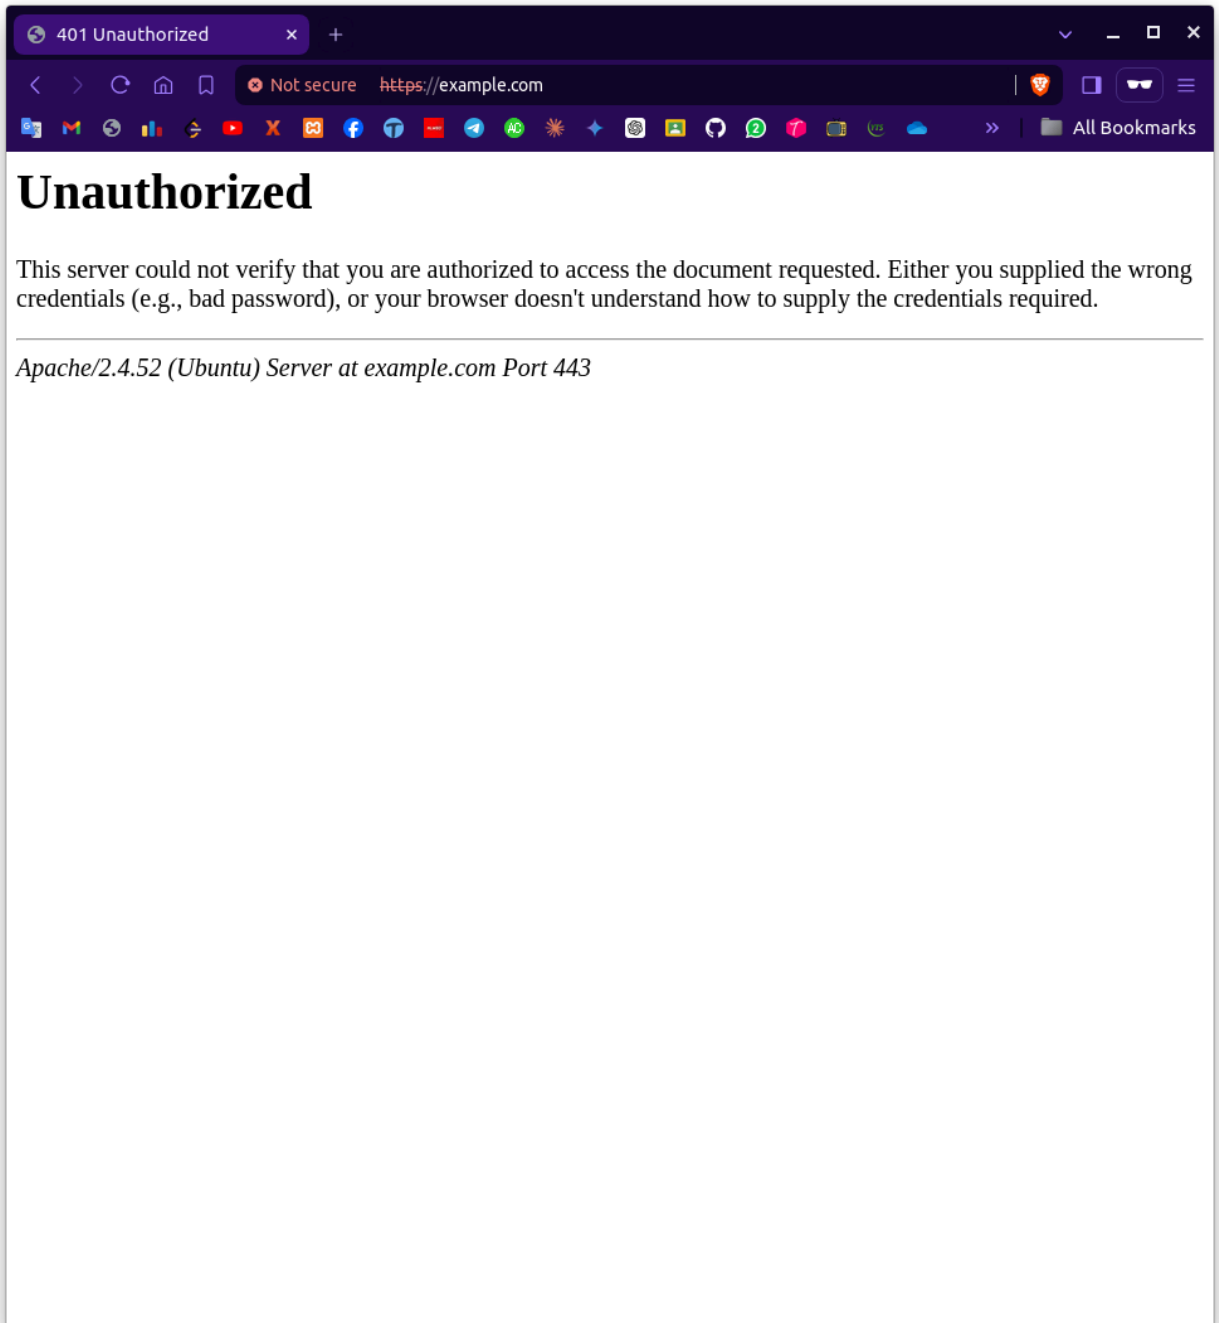 401 Unauthorized
Not secure https://example.com
All Bookmarks
Unauthorized
This server could not verify that you are authorized to access the document requested. Either you supplied the wrong
credentials (e.g., bad password), or your browser doesn't understand how to supply the credentials required.
Apache/2.4.52 (Ubuntu) Server at example.com Port 443